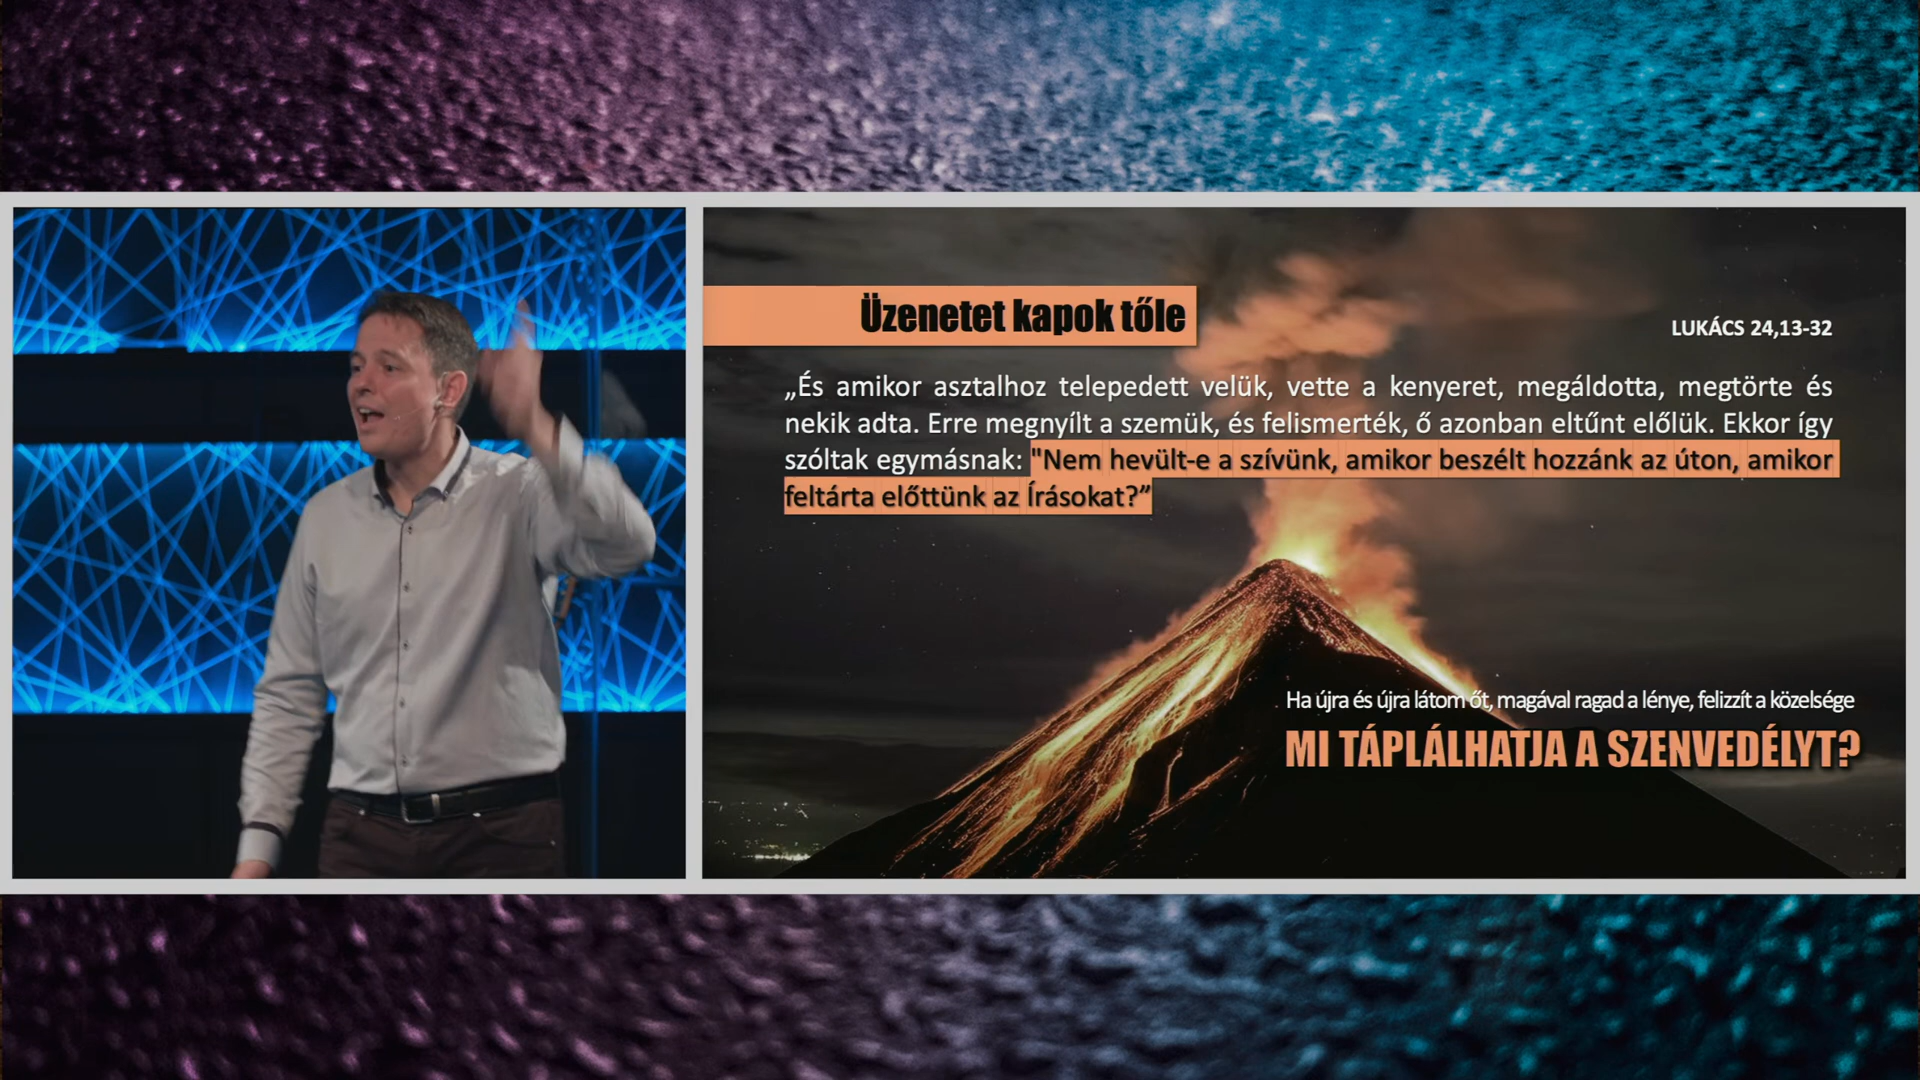 Üzenetet kapok tőle
LUKÁCS 24,13-32
„És amikor asztalhoz telepedett velük, vette a kenyeret, megáldotta, megtörte és
nekik adta. Erre megnyílt a szemük, és felismerték, ő azonban eltűnt előlük. Ekkor így
szóltak egymásnak: "Nem hevült-e a szívünk, amikor beszélt hozzánk az úton, amikor
feltárta előttünk az Írásokat?”
Ha újra és újra látom őt, magával ragad a lénye, felizzít a közelsége
MI TÁPLÁLHATJA A SZENVEDÉLYT?